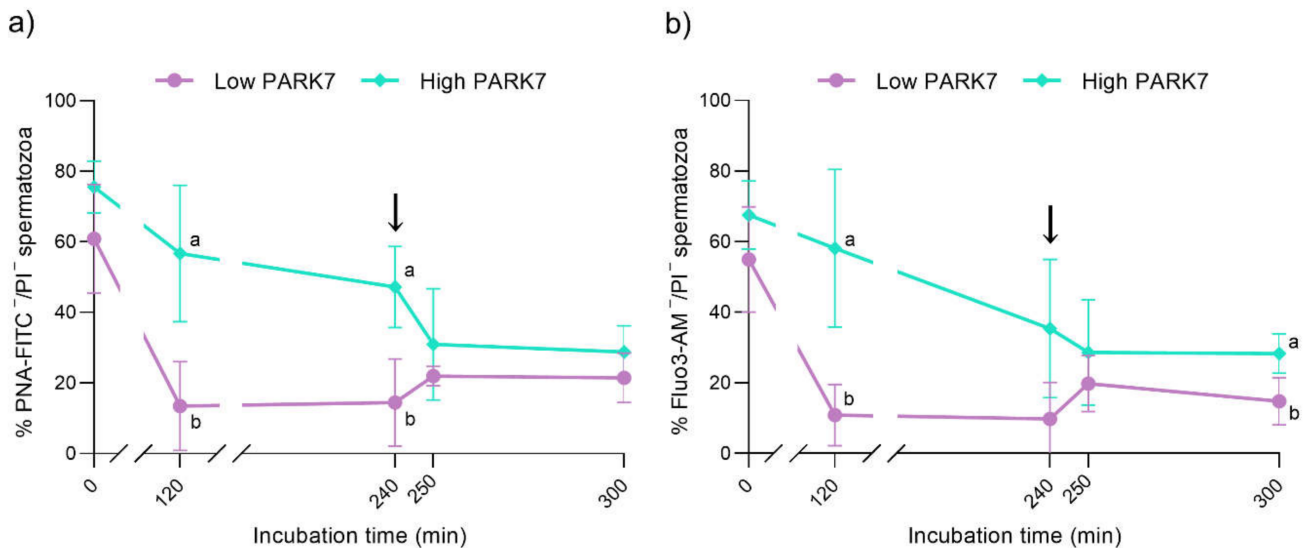 a)
Low PARK7 High PARK7
100
80
60
40
20
0
% PNA-FITC ⁻/PI⁻ spermatozoa
a
a
b
b
0 120 240 250 300
Incubation time (min)
b)
Low PARK7 High PARK7
100
80
60
40
20
0
% Fluo3-AM ⁻/PI⁻ spermatozoa
a
a
b
b
0 120 240 250 300
Incubation time (min)